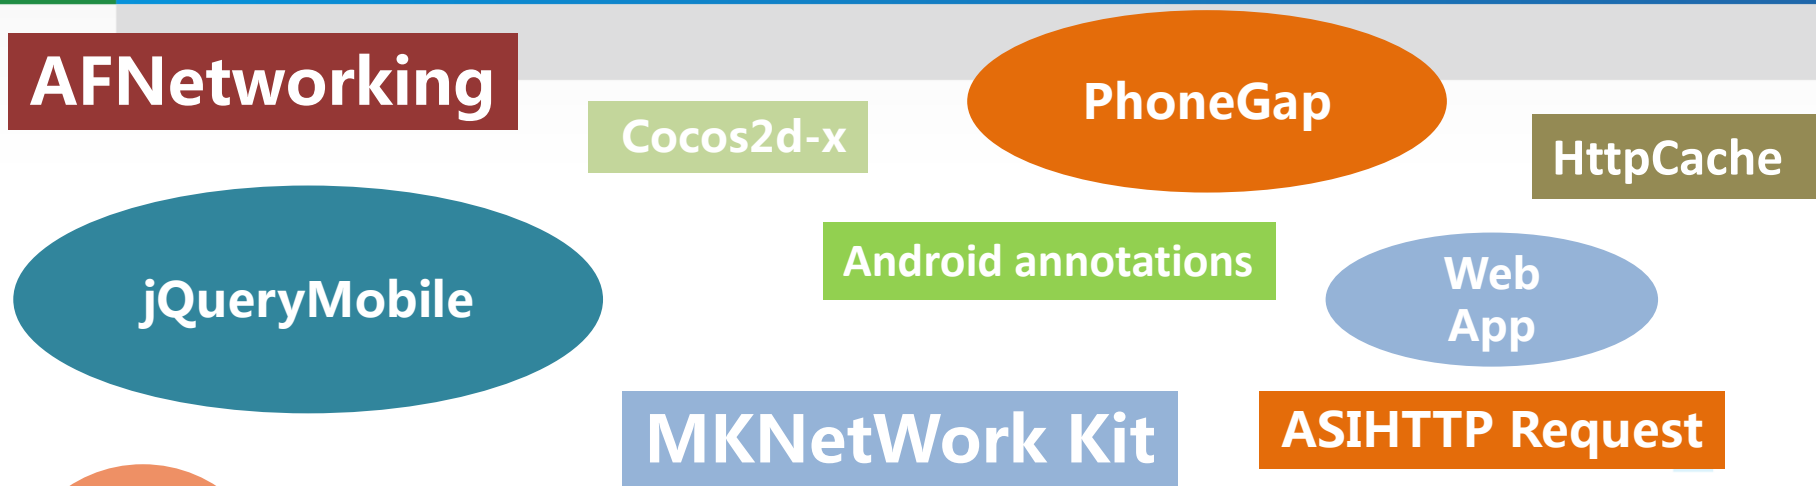 AFNetworking
PhoneGap
Cocos2d-x
HttpCache
Android annotations
jQueryMobile
Web
App
MKNetWork Kit
ASIHTTP Request